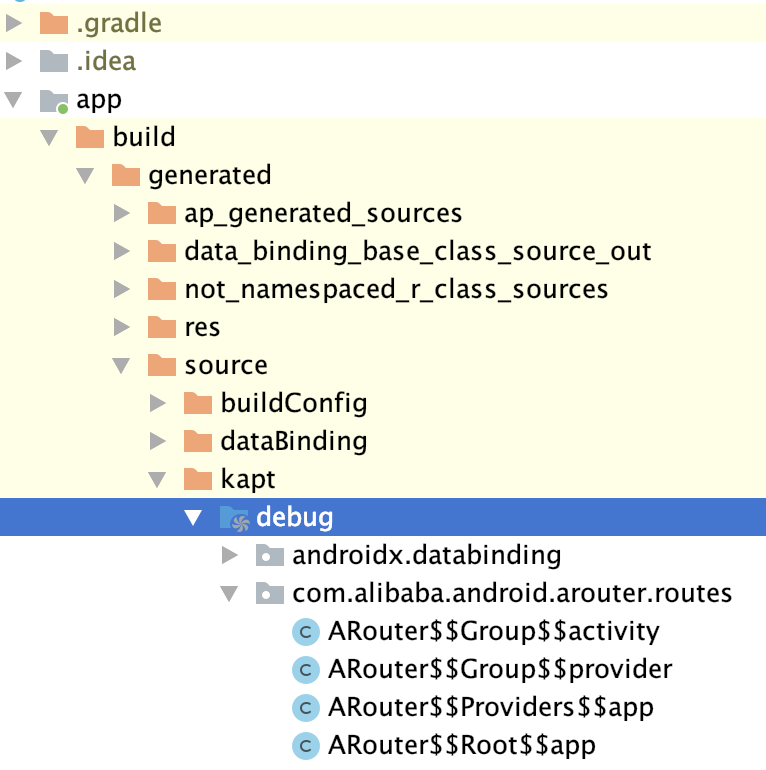 .gradle
.idea
app
build
generated
ap_generated_sources
data_binding_base_class_source_out
not_namespaced_r_class_sources
res
source
buildConfig
dataBinding
kapt
debug
androidx.databinding
com.alibaba.android.arouter.routes
C ARouter$$Group$$activity
C ARouter$$Group$$provider
C ARouter$$Providers$$app
C ARouter$$Root$$app